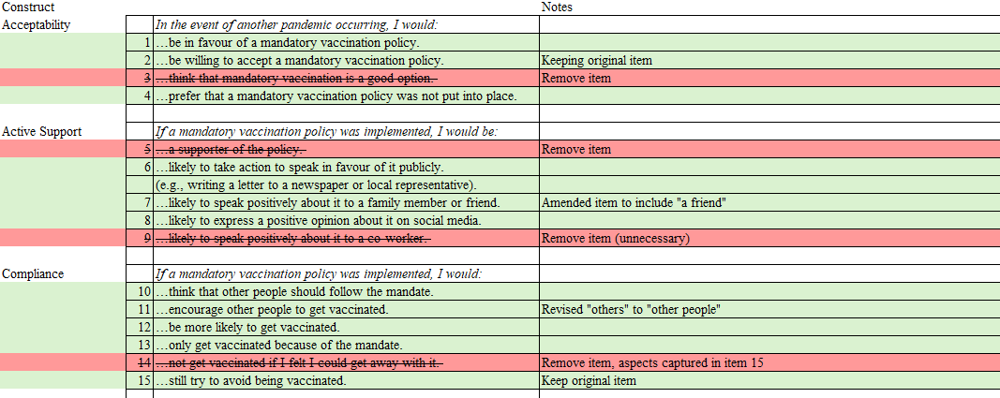 Construct Notes
Acceptability In the event of another pandemic occurring, I would:
1 …be in favour of a mandatory vaccination policy.
2 …be willing to accept a mandatory vaccination policy. Keeping original item
3 …think that mandatory vaccination is a good option. Remove item
4 …prefer that a mandatory vaccination policy was not put into place.
Active Support If a mandatory vaccination policy was implemented, I would be:
5 …a supporter of the policy. Remove item
6 …likely to take action to speak in favour of it publicly.
(e.g., writing a letter to a newspaper or local representative).
7 …likely to speak positively about it to a family member or friend. Amended item to include "a friend"
8 …likely to express a positive opinion about it on social media.
9 …likely to speak positively about it to a co-worker. Remove item (unnecessary)
Compliance If a mandatory vaccination policy was implemented, I would:
10 …think that other people should follow the mandate.
11 …encourage other people to get vaccinated. Revised "others" to "other people"
12 …be more likely to get vaccinated.
13 …only get vaccinated because of the mandate.
14 …not get vaccinated if I felt I could get away with it. Remove item, aspects captured in item 15
15 …still try to avoid being vaccinated. Keep original item